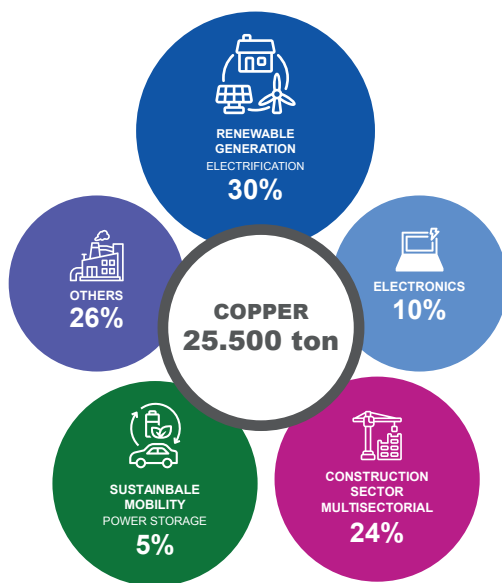 RENEWABLE
GENERATION
ELECTRIFICATION
30%
OTHERS
26%
ELECTRONICS
10%
COPPER
25.500 ton
SUSTAINBALE
MOBILITY
POWER STORAGE
5%
CONSTRUCTION
SECTOR
MULTISECTORIAL
24%